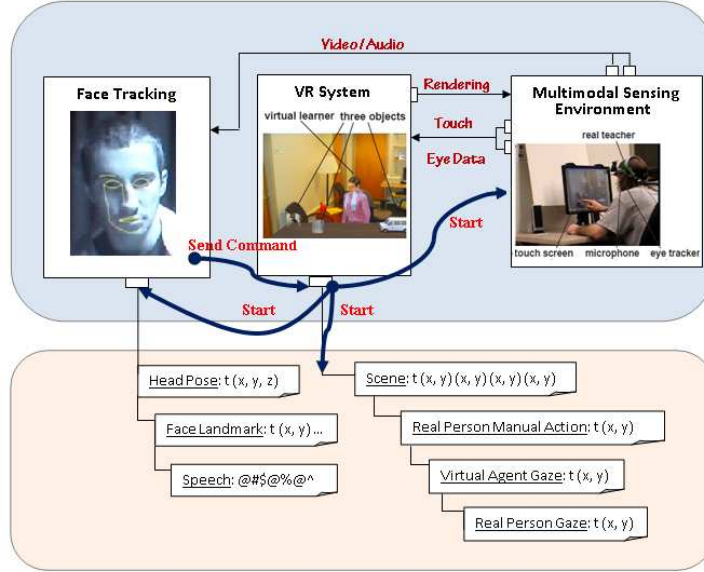 Video/Audio
Face Tracking
VR System
virtual learner three objects
Rendering
Touch
Eye Data
Multimodal Sensing
Environment
real teacher
touch screen microphone eye tracker
Send Command
Start
Start
Start
Head Pose: t (x, y, z)
Face Landmark: t (x, y) ...
Speech: @#$@%@^
Scene: t (x, y) (x, y) (x, y) (x, y)
Real Person Manual Action: t (x, y)
Virtual Agent Gaze: t (x, y)
Real Person Gaze: t (x, y)